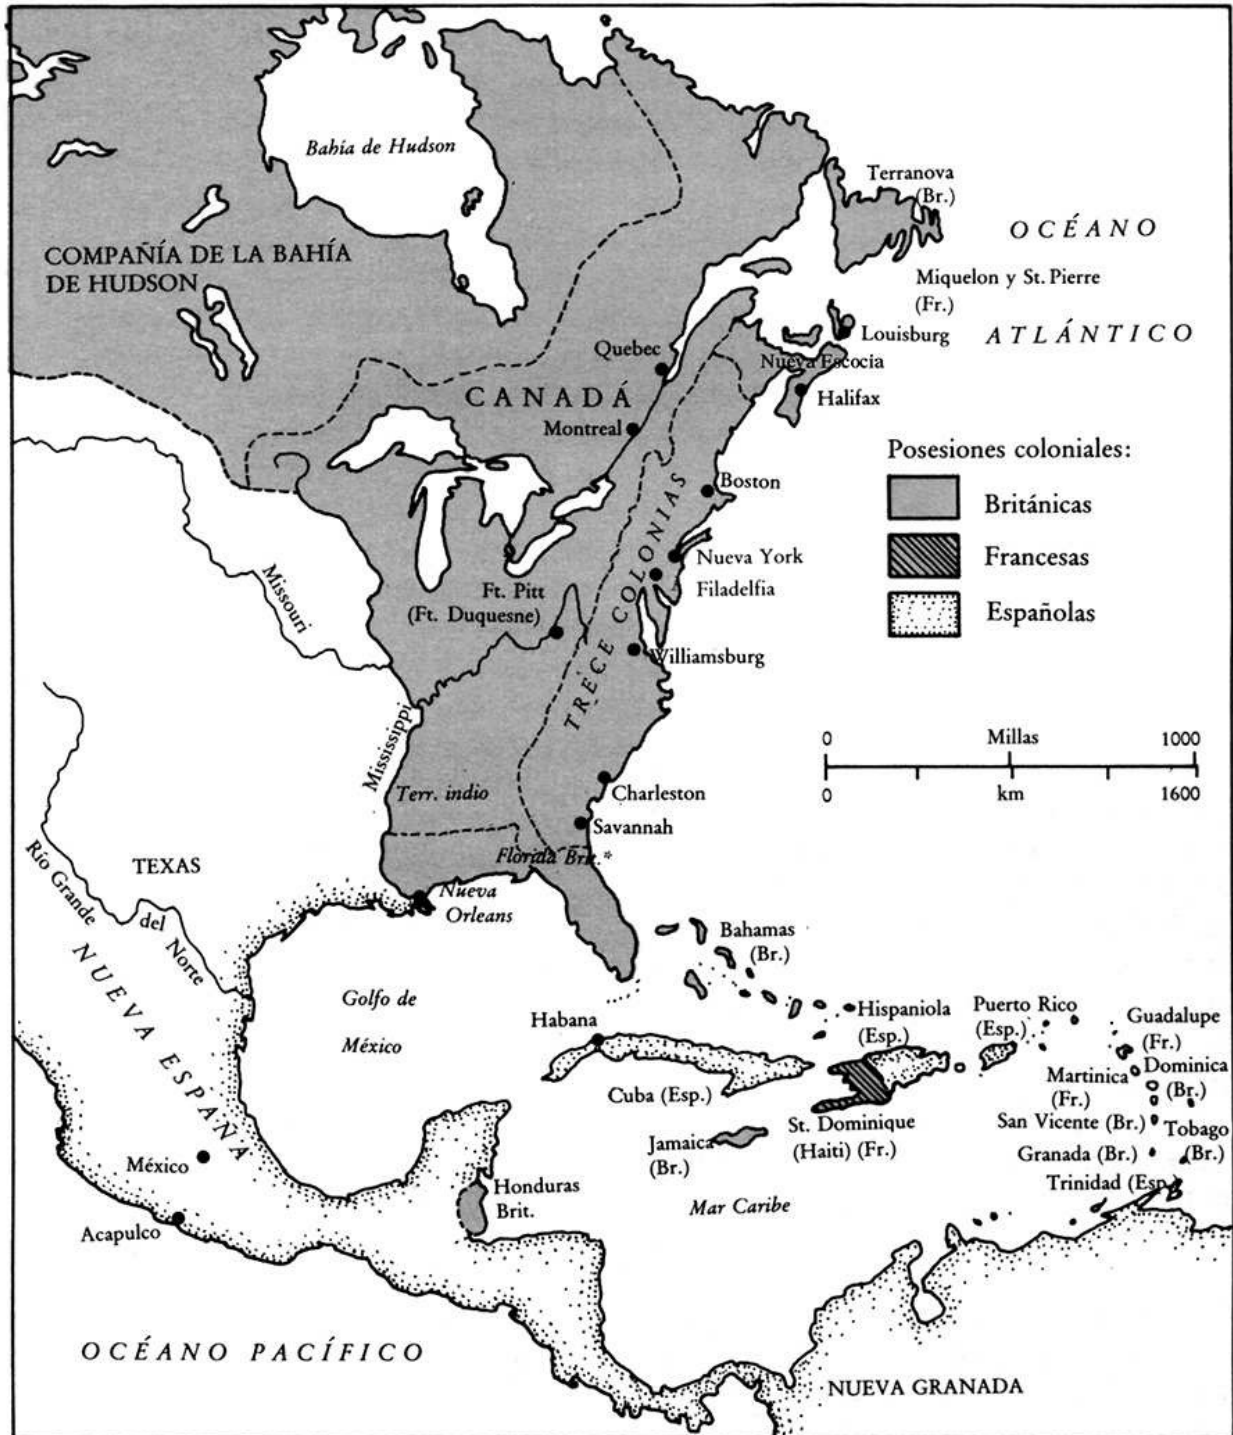 Bahía de Hudson
Terranova
(Br.)
OCÉANO
COMPAÑÍA DE LA BAHÍA
DE HUDSON
Miquelon y St. Pierre
(Fr.)
ATLÁNTICO
Louisburg
Quebec
Nueva Escocia
CANADÁ
Halifax
Montreal
Posesiones coloniales:
Boston
Británicas
TRECE COLONIAS
Nueva York
Francesas
Filadelfia
Missouri
Ft. Pitt
(Ft. Duquesne)
Españolas
Williamsburg
Mississippi
0 Millas 1000
0 km 1600
Terr. indio
Charleston
Savannah
Florida Brit.*
TEXAS
Río Grande
del
Norte
Nueva
Orleans
NUEVA ESPAÑA
Bahamas
(Br.)
Golfo de
México
Habana
Hispaniola
(Esp.)
Puerto Rico
(Esp.)
Guadalupe
(Fr.)
Cuba (Esp.)
Martinica
(Fr.)
Dominica
(Br.)
St. Dominique
(Haiti) (Fr.)
San Vicente (Br.)
Tobago
(Br.)
Jamaica
(Br.)
Granada (Br.)
Trinidad (Esp.)
México
Honduras
Brit.
Mar Caribe
Acapulco
OCÉANO PACÍFICO
NUEVA GRANADA